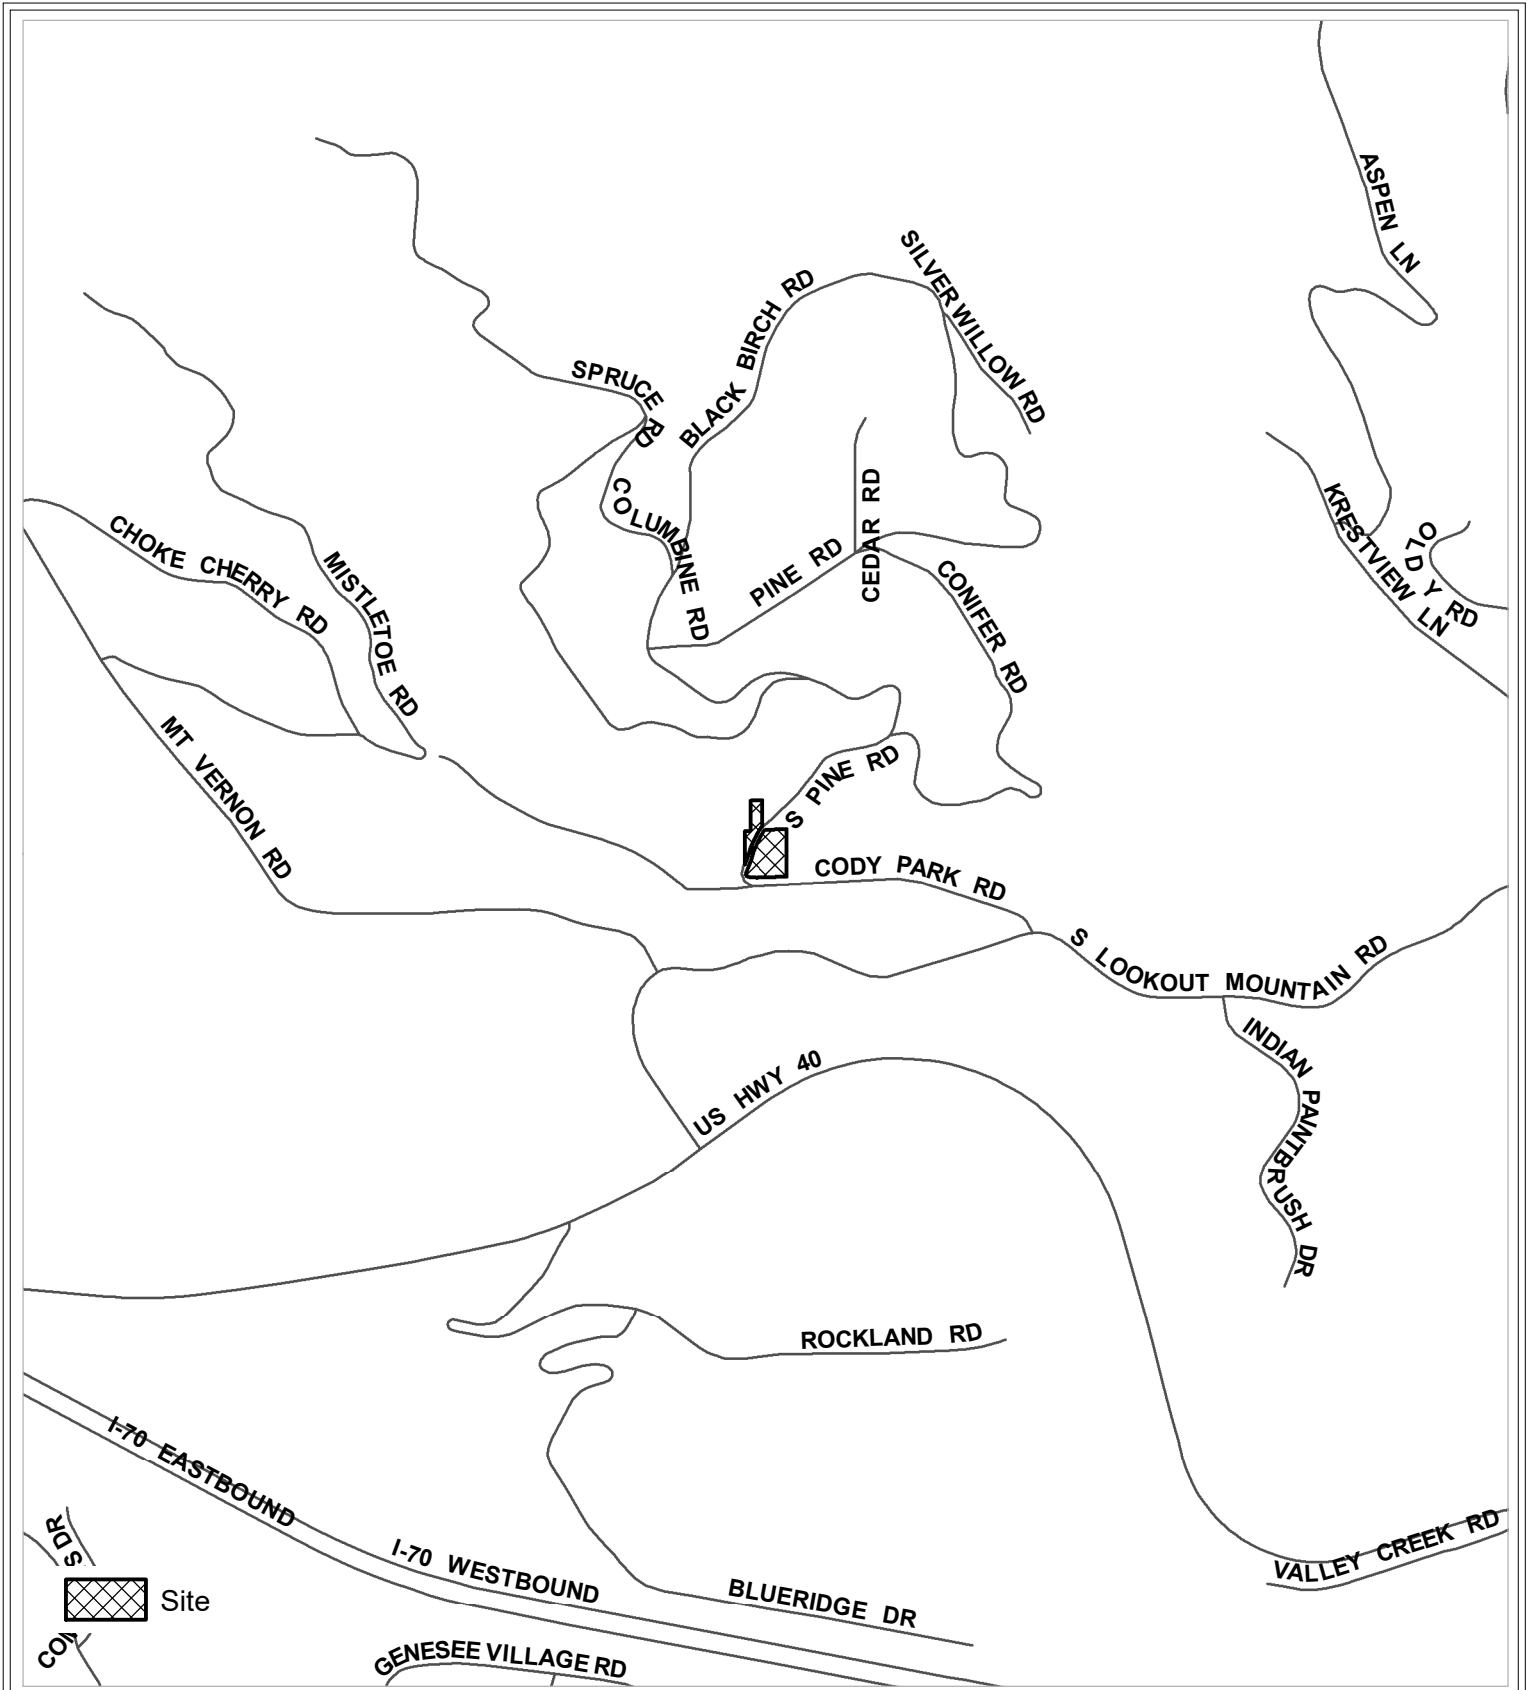 ASPEN LN
SILVERWILLOW RD
BLACK BIRCH RD
SPRUCE RD
COLUMBINE RD
CEDAR RD
PINE RD
CONIFER RD
KRESTVIEW LN
OLD Y RD
CHOKE CHERRY RD
MISTLETOE RD
MT VERNON RD
S PINE RD
CODY PARK RD
S LOOKOUT MOUNTAIN RD
INDIAN PAINTBRUSH DR
US HWY 40
ROCKLAND RD
I-70 EASTBOUND
I-70 WESTBOUND
VALLEY CREEK RD
BLUERIDGE DR
S DR
Site
GENESEE VILLAGE RD